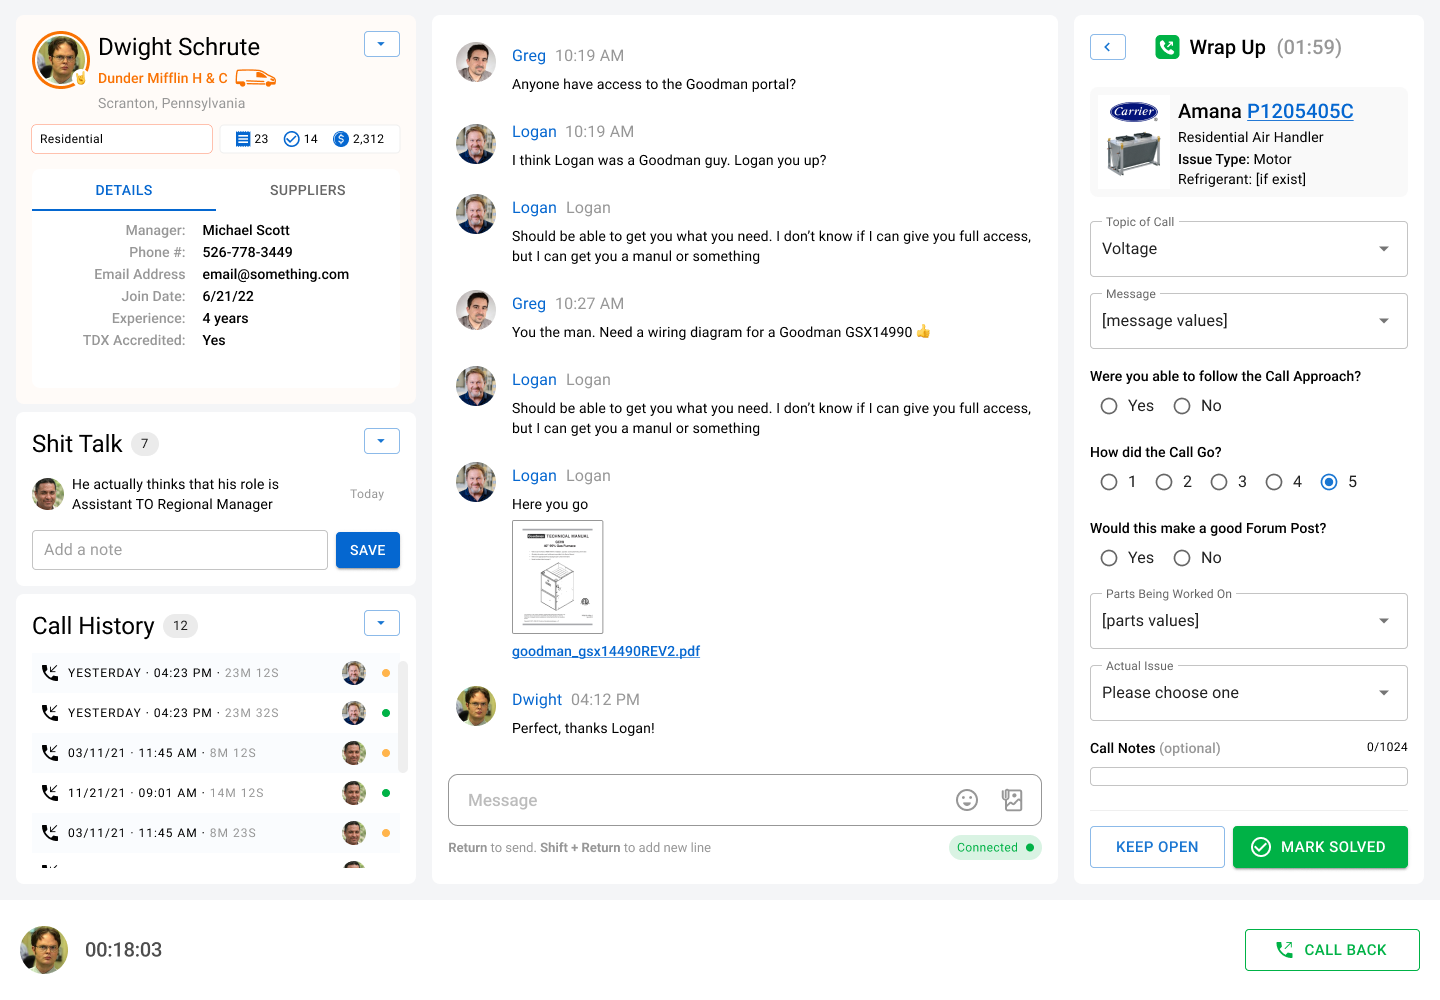 Dwight Schrute
Dunder Mifflin H & C
Scranton, Pennsylvania
Residential
23
14
$
2,312
DETAILS
SUPPLIERS
Manager: Michael Scott
Phone #: 526-778-3449
Email Address email@something.com
Join Date: 6/21/22
Experience: 4 years
TDX Accredited: Yes
Shit Talk 7
He actually thinks that his role is
Assistant TO Regional Manager
Today
Add a note
SAVE
Call History 12
YESTERDAY · 04:23 PM · 23M 12S
YESTERDAY · 04:23 PM · 23M 32S
03/11/21 · 11:45 AM · 8M 12S
11/21/21 · 09:01 AM · 14M 12S
03/11/21 · 11:45 AM · 8M 23S
Greg 10:19 AM
Anyone have access to the Goodman portal?
Logan 10:19 AM
I think Logan was a Goodman guy. Logan you up?
Logan Logan
Should be able to get you what you need. I don't know if I can give you full access,
but I can get you a manul or something
Greg 10:27 AM
You the man. Need a wiring diagram for a Goodman GSX14990 👍
Logan Logan
Should be able to get you what you need. I don't know if I can give you full access,
but I can get you a manul or something
Logan Logan
Here you go
Goodman TECHNICAL MANUAL
goodman_gsx14490REV2.pdf
Dwight 04:12 PM
Perfect, thanks Logan!
Message
Return to send. Shift + Return to add new line
Connected
Wrap Up (01:59)
Carrier
Amana P1205405C
Residential Air Handler
Issue Type: Motor
Refrigerant: [if exist]
Topic of Call
Voltage
Message
[message values]
Were you able to follow the Call Approach?
Yes No
How did the Call Go?
1 2 3 4 5
Would this make a good Forum Post?
Yes No
Parts Being Worked On
[parts values]
Actual Issue
Please choose one
Call Notes (optional) 0/1024
KEEP OPEN
MARK SOLVED
00:18:03
CALL BACK